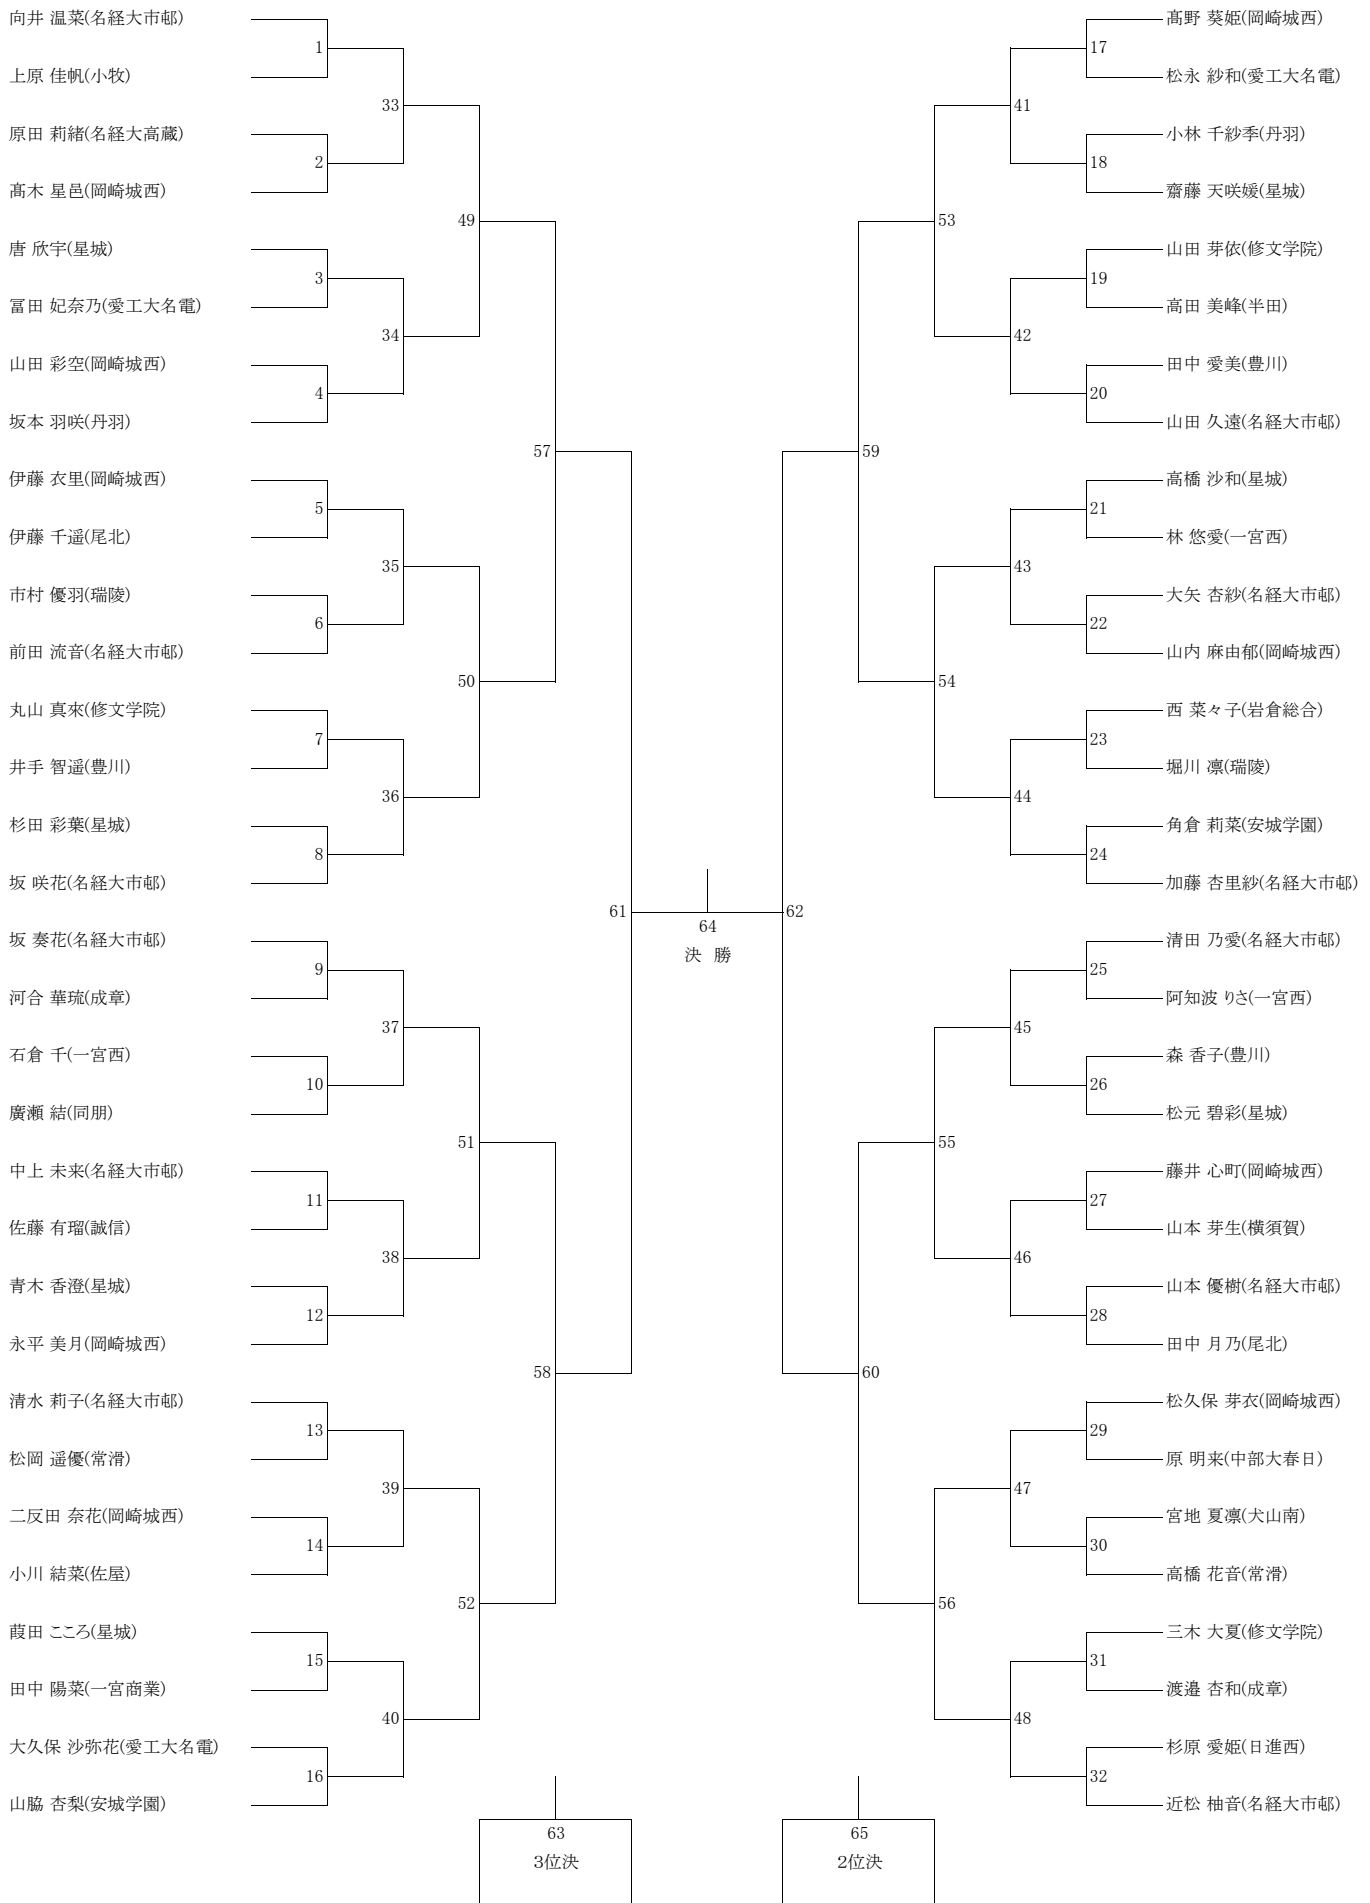 向井 温菜(名経大市邨)
1
上原 佳帆(小牧)
33
原田 莉緒(名経大高蔵)
2
髙木 星邑(岡崎城西)
49
唐 欣宇(星城)
3
冨田 妃奈乃(愛工大名電)
34
山田 彩空(岡崎城西)
4
坂本 羽咲(丹羽)
57
伊藤 衣里(岡崎城西)
5
伊藤 千遥(尾北)
35
市村 優羽(瑞陵)
6
前田 流音(名経大市邨)
50
丸山 真來(修文学院)
7
井手 智遥(豊川)
36
杉田 彩葉(星城)
8
坂 咲花(名経大市邨)
61
坂 奏花(名経大市邨)
9
河合 華琉(成章)
37
石倉 千(一宮西)
10
廣瀬 結(同朋)
51
中上 未来(名経大市邨)
11
佐藤 有瑠(誠信)
38
青木 香澄(星城)
12
永平 美月(岡崎城西)
58
清水 莉子(名経大市邨)
13
松岡 遥優(常滑)
39
二反田 奈花(岡崎城西)
14
小川 結菜(佐屋)
52
葭田 こころ(星城)
15
田中 陽菜(一宮商業)
40
大久保 沙弥花(愛工大名電)
16
山脇 杏梨(安城学園)
64
決 勝
63
3位決
髙野 葵姫(岡崎城西)
17
松永 紗和(愛工大名電)
41
小林 千紗季(丹羽)
18
齋藤 天咲媛(星城)
53
山田 芽依(修文学院)
19
高田 美峰(半田)
42
田中 愛美(豊川)
20
山田 久遠(名経大市邨)
59
高橋 沙和(星城)
21
林 悠愛(一宮西)
43
大矢 杏紗(名経大市邨)
22
山内 麻由郁(岡崎城西)
54
西 菜々子(岩倉総合)
23
堀川 凛(瑞陵)
44
角倉 莉菜(安城学園)
24
加藤 杏里紗(名経大市邨)
62
清田 乃愛(名経大市邨)
25
阿知波 りさ(一宮西)
45
森 香子(豊川)
26
松元 碧彩(星城)
55
藤井 心町(岡崎城西)
27
山本 芽生(横須賀)
46
山本 優樹(名経大市邨)
28
田中 月乃(尾北)
60
松久保 芽衣(岡崎城西)
29
原 明来(中部大春日)
47
宮地 夏凛(犬山南)
30
高橋 花音(常滑)
56
三木 大夏(修文学院)
31
渡邉 杏和(成章)
48
杉原 愛姫(日進西)
32
近松 柚音(名経大市邨)
65
2位決